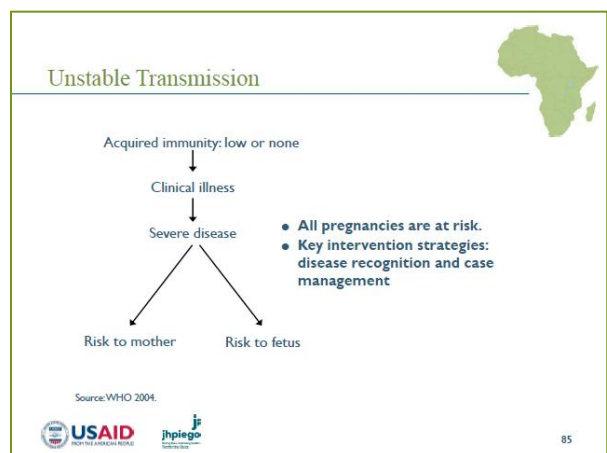 Unstable Transmission
Acquired immunity: low or none
Clinical illness
Severe disease
● All pregnancies are at risk.
● Key intervention strategies:
disease recognition and case
management
Risk to mother
Risk to fetus
Source: WHO 2004.
USAID
FROM THE AMERICAN PEOPLE
jhpiego
85